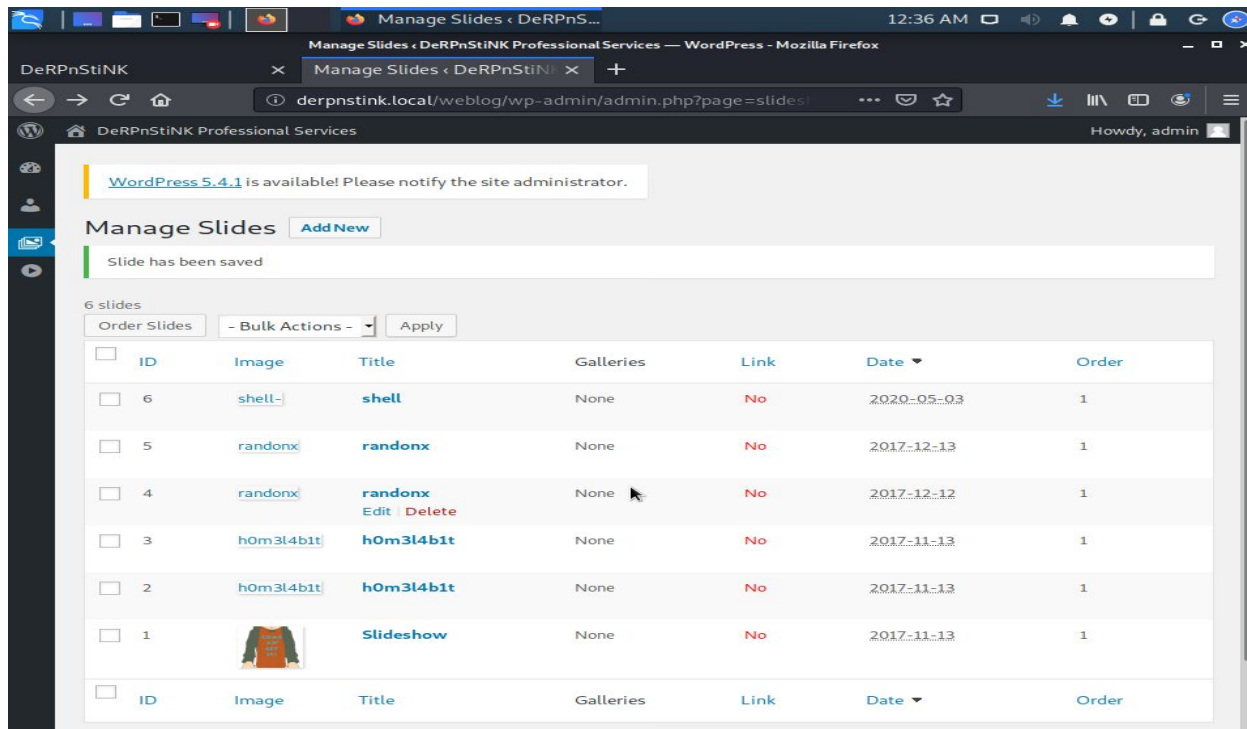 Manage Slides ‹ DeRPnS... 12:36 AM
Manage Slides ‹ DeRPnStiNK Professional Services — WordPress - Mozilla Firefox
DeRPnStiNK Manage Slides ‹ DeRPnStiNK
derpnstink.local/weblog/wp-admin/admin.php?page=slides
DeRPnStiNK Professional Services Howdy, admin
WordPress 5.4.1 is available! Please notify the site administrator.
Manage Slides Add New
Slide has been saved
6 slides
Order Slides - Bulk Actions - Apply
ID Image Title Galleries Link Date Order
6 shell- shell None No 2020-05-03 1
5 randonx randonx None No 2017-12-13 1
4 randonx randonx None No 2017-12-12 1
Edit | Delete
3 h0m3l4b1t h0m3l4b1t None No 2017-11-13 1
2 h0m3l4b1t h0m3l4b1t None No 2017-11-13 1
1 Slideshow None No 2017-11-13 1
ID Image Title Galleries Link Date Order